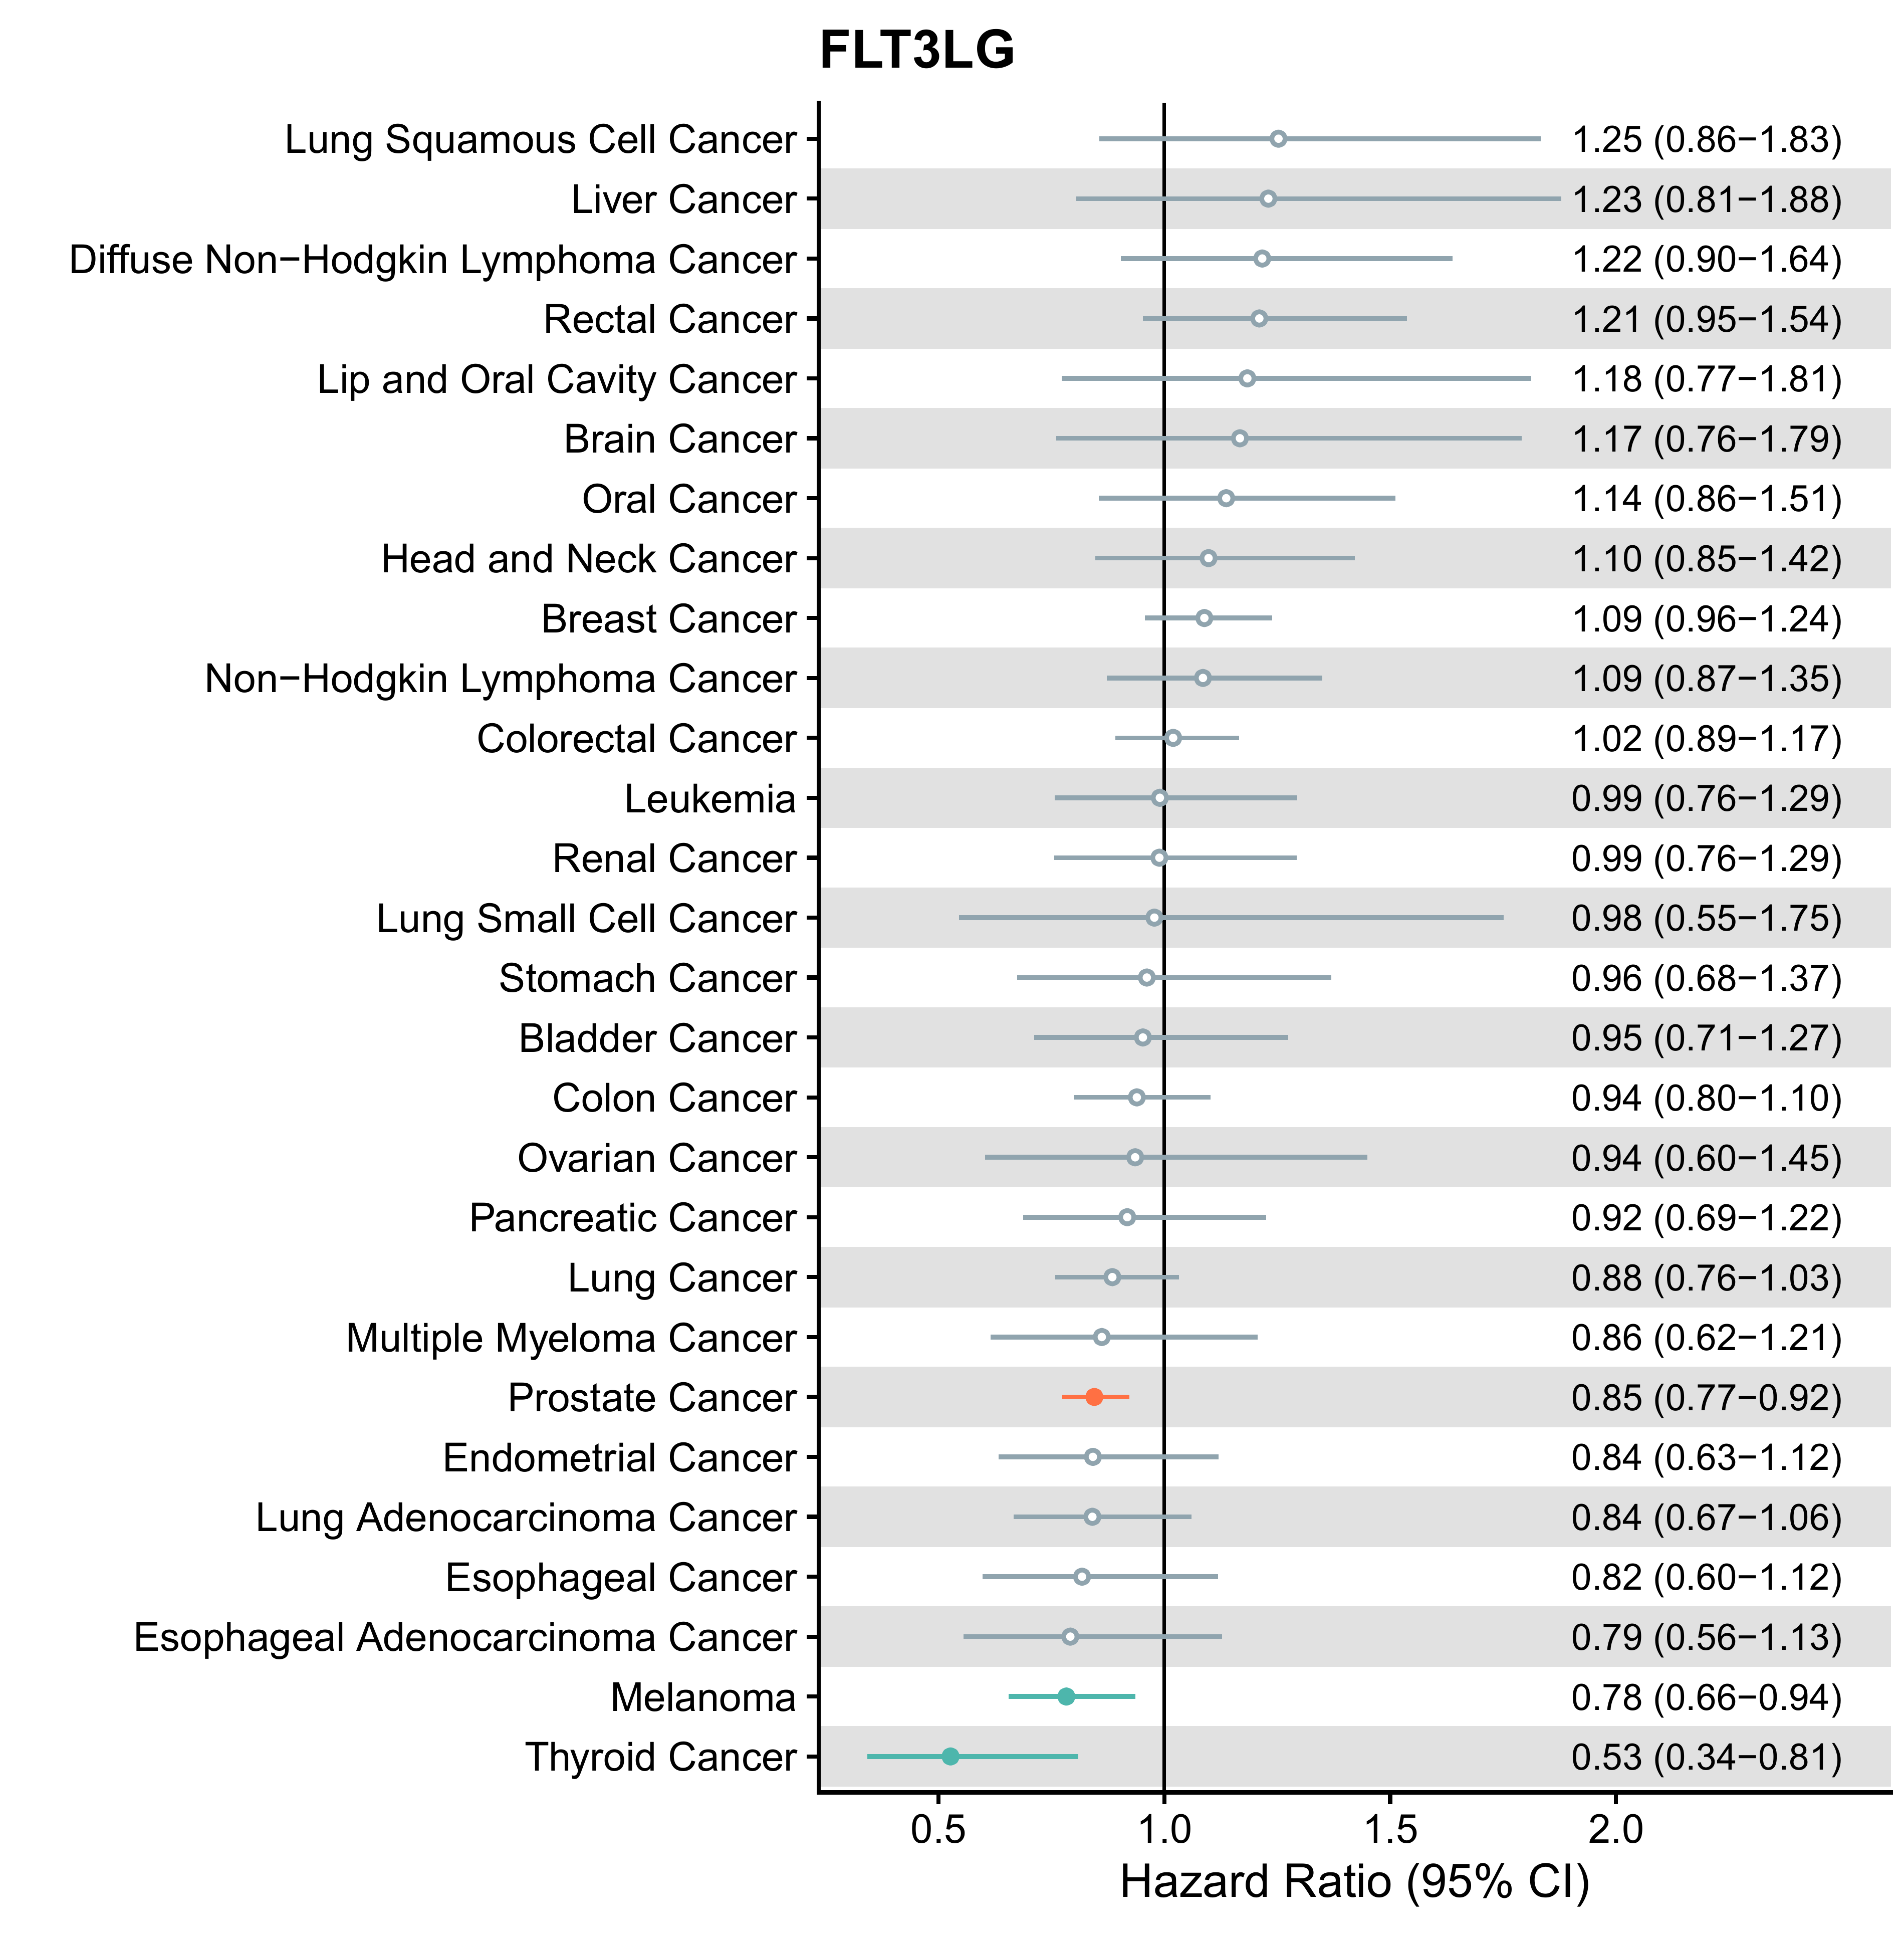 FLT3LG
Lung Squamous Cell Cancer 1.25 (0.86−1.83)
Liver Cancer 1.23 (0.81−1.88)
Diffuse Non−Hodgkin Lymphoma Cancer 1.22 (0.90−1.64)
Rectal Cancer 1.21 (0.95−1.54)
Lip and Oral Cavity Cancer 1.18 (0.77−1.81)
Brain Cancer 1.17 (0.76−1.79)
Oral Cancer 1.14 (0.86−1.51)
Head and Neck Cancer 1.10 (0.85−1.42)
Breast Cancer 1.09 (0.96−1.24)
Non−Hodgkin Lymphoma Cancer 1.09 (0.87−1.35)
Colorectal Cancer 1.02 (0.89−1.17)
Leukemia 0.99 (0.76−1.29)
Renal Cancer 0.99 (0.76−1.29)
Lung Small Cell Cancer 0.98 (0.55−1.75)
Stomach Cancer 0.96 (0.68−1.37)
Bladder Cancer 0.95 (0.71−1.27)
Colon Cancer 0.94 (0.80−1.10)
Ovarian Cancer 0.94 (0.60−1.45)
Pancreatic Cancer 0.92 (0.69−1.22)
Lung Cancer 0.88 (0.76−1.03)
Multiple Myeloma Cancer 0.86 (0.62−1.21)
Prostate Cancer 0.85 (0.77−0.92)
Endometrial Cancer 0.84 (0.63−1.12)
Lung Adenocarcinoma Cancer 0.84 (0.67−1.06)
Esophageal Cancer 0.82 (0.60−1.12)
Esophageal Adenocarcinoma Cancer 0.79 (0.56−1.13)
Melanoma 0.78 (0.66−0.94)
Thyroid Cancer 0.53 (0.34−0.81)
0.5 1.0 1.5 2.0
Hazard Ratio (95% CI)